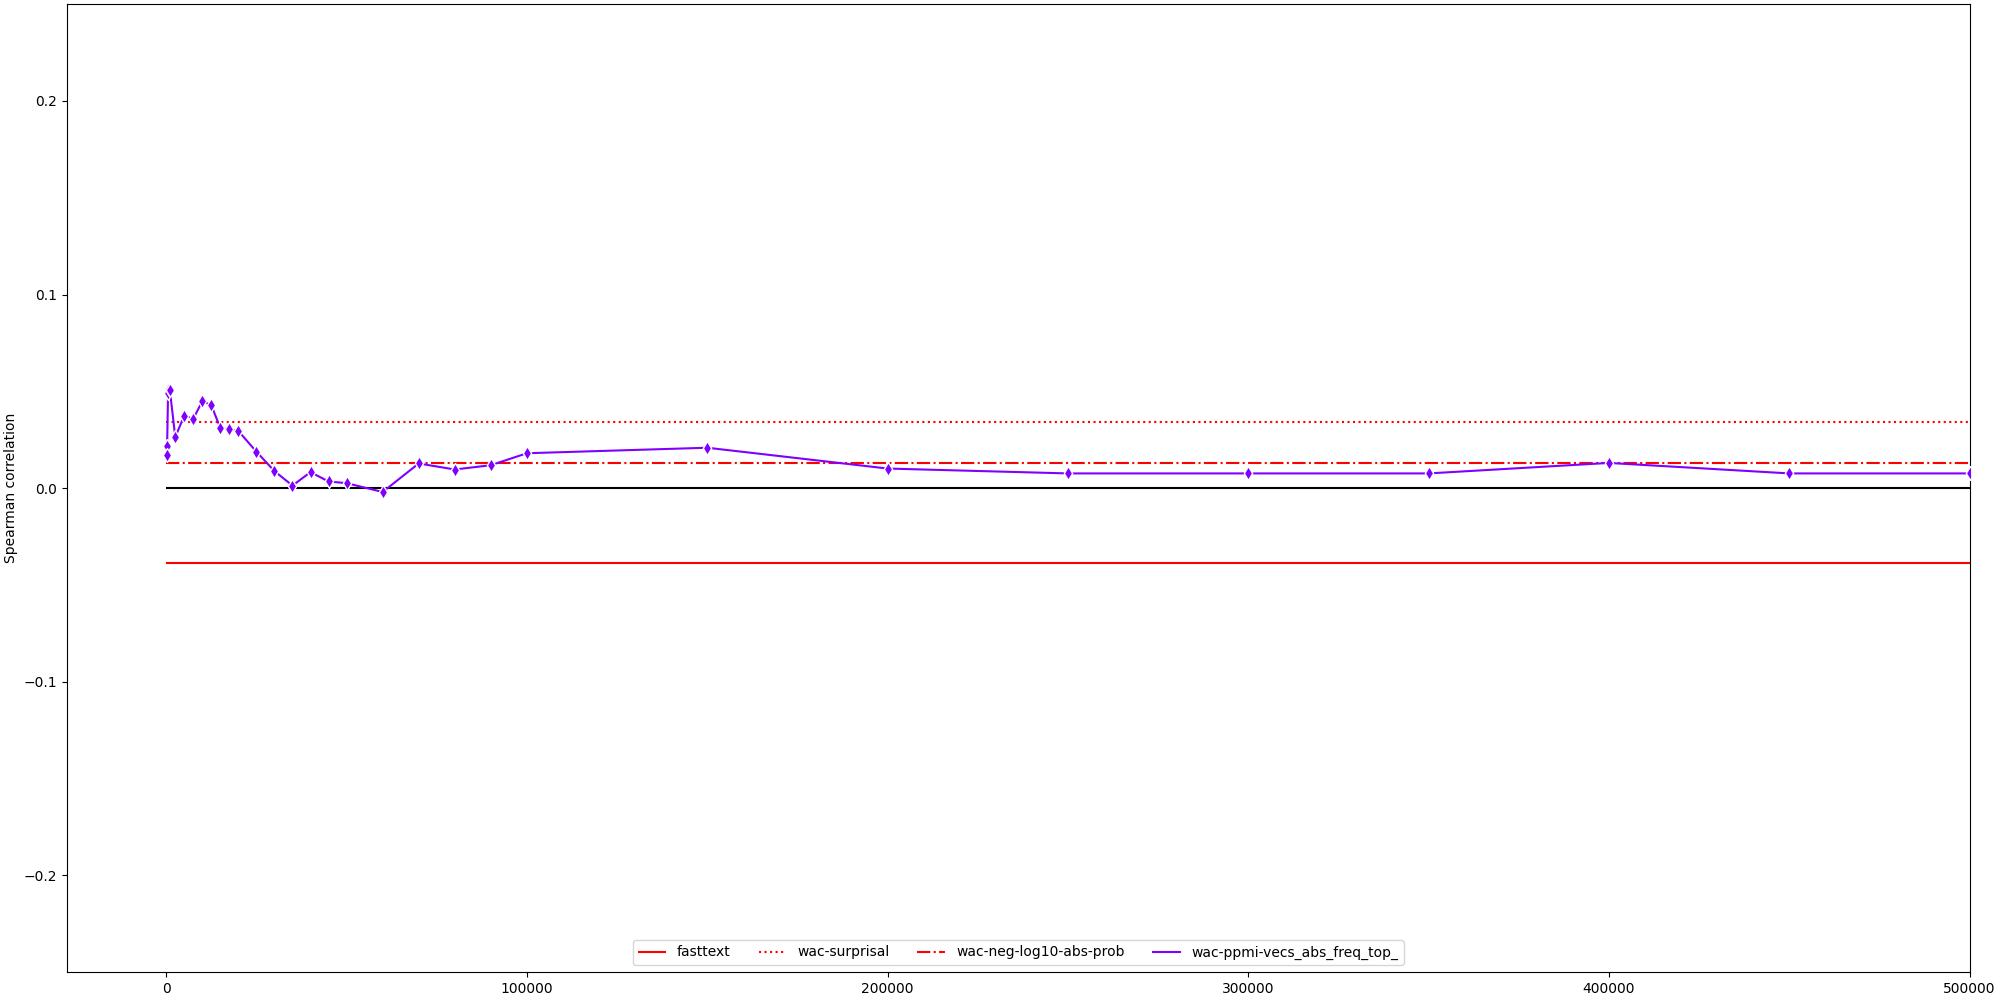 Spearman correlation
0.2
0.1
0.0
−0.1
−0.2
0
100000
200000
300000
400000
500000
fasttext
wac-surprisal
wac-neg-log10-abs-prob
wac-ppmi-vecs_abs_freq_top_